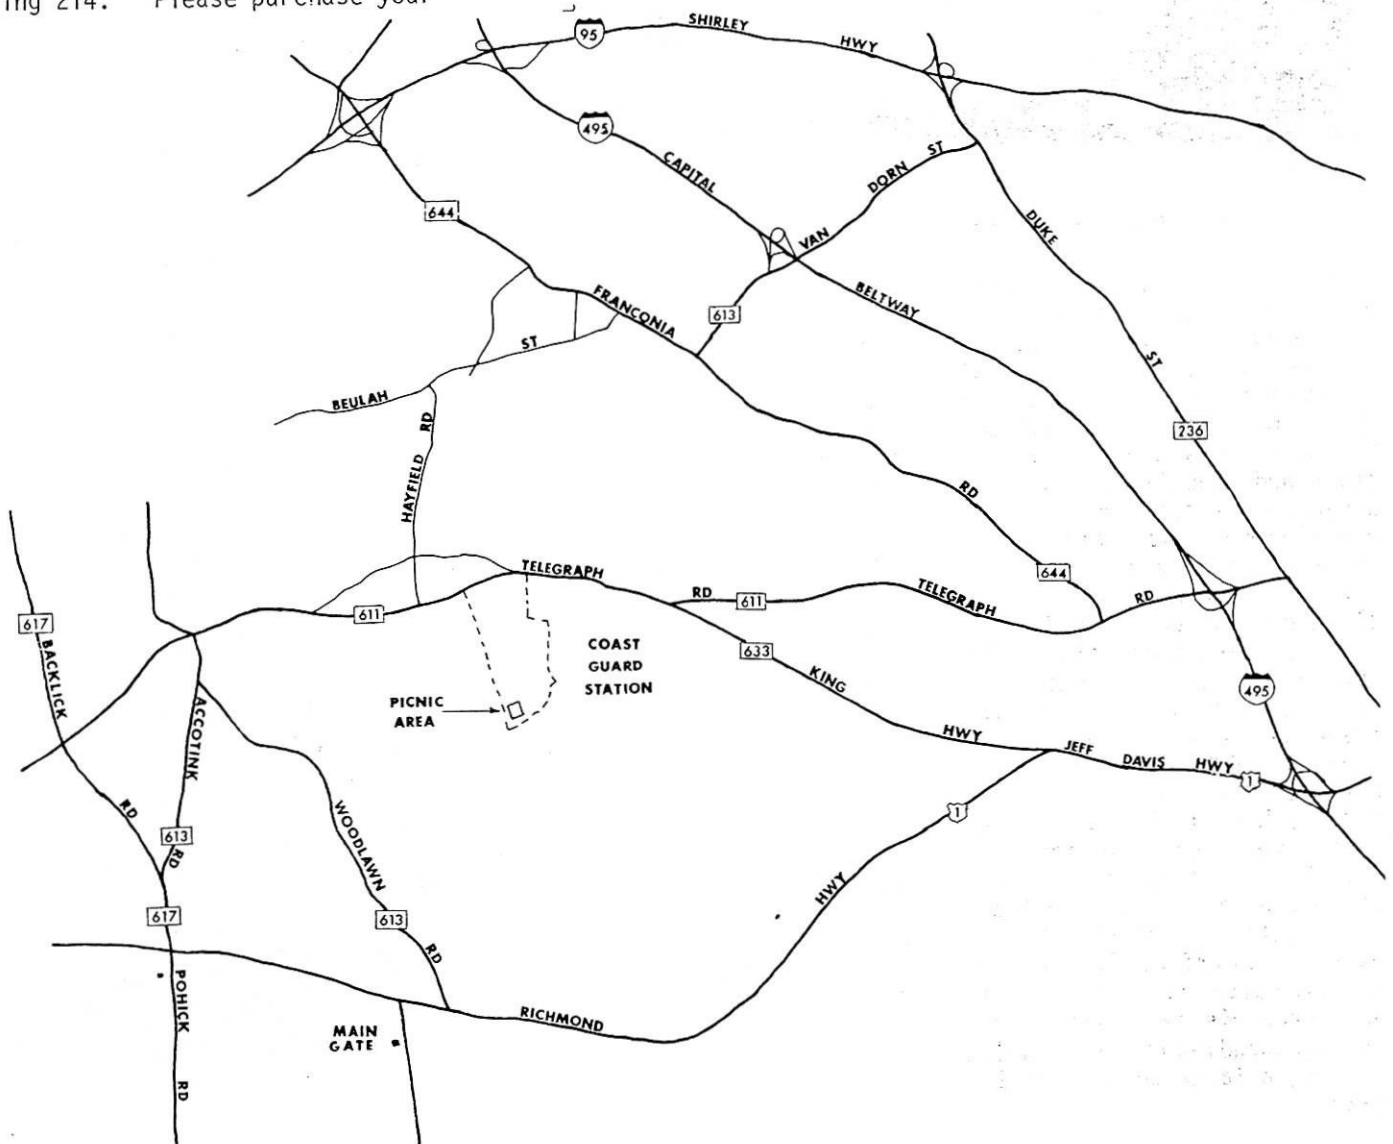 ing 214. Please purchase your
95
SHIRLEY
HWY
495
CAPITAL
BELTWAY
VAN
DORN
ST
DUKE
ST
236
644
FRANCONIA
RD
644
613
BEULAH
ST
HAYFIELD
RD
TELEGRAPH
RD
611
611
TELEGRAPH
RD
617
BACKLICK
RD
ACCOTINK
613
RD
617
POHICK
RD
WOODLAWN
613
RD
COAST
GUARD
STATION
PICNIC
AREA
633
KING
HWY
JEFF
DAVIS
HWY
1
495
1
HWY
RICHMOND
MAIN
GATE